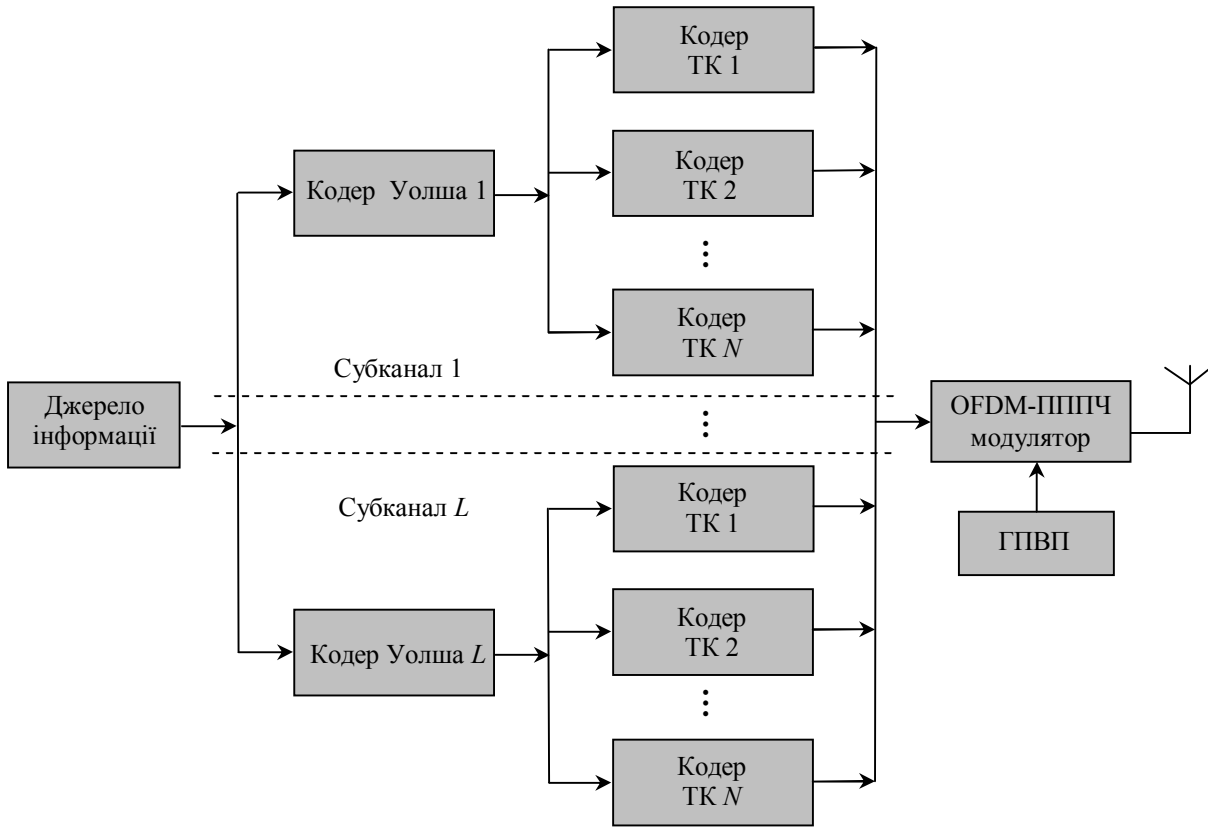 Кодер
ТК 1
Кодер
ТК 2
Кодер Уолша 1
Кодер
ТК N
Субканал 1
Джерело
інформації
OFDM-ПППЧ
модулятор
Субканал L
Кодер
ТК 1
ГПВП
Кодер
ТК 2
Кодер Уолша L
Кодер
ТК N